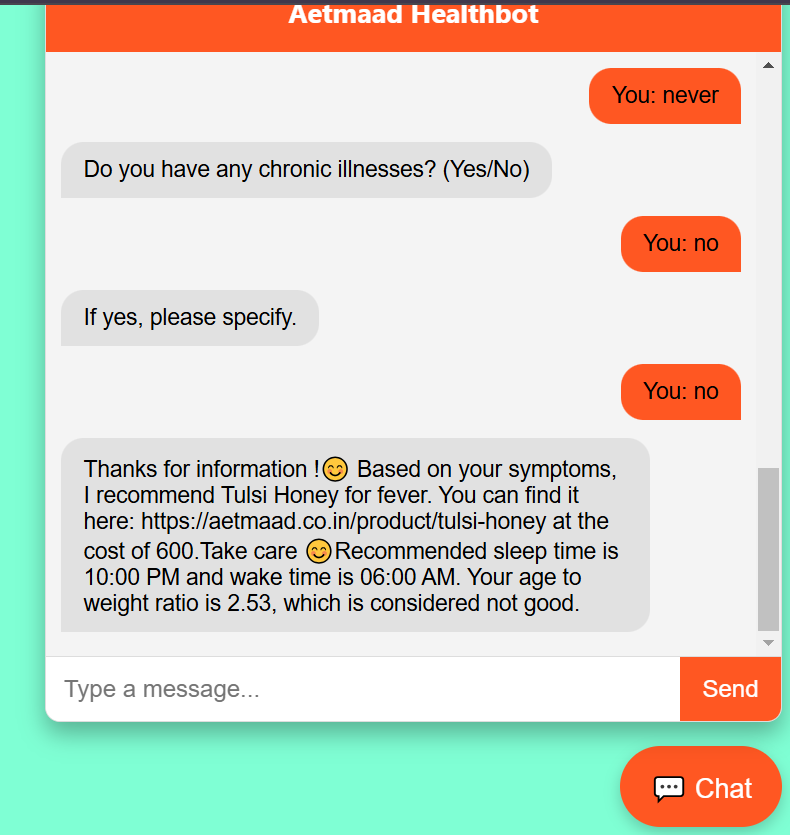 Aetmaad Healthbot
You: never
Do you have any chronic illnesses? (Yes/No)
You: no
If yes, please specify.
You: no
Thanks for information !😊 Based on your symptoms,
I recommend Tulsi Honey for fever. You can find it
here: https://aetmaad.co.in/product/tulsi-honey at the
cost of 600.Take care 😊Recommended sleep time is
10:00 PM and wake time is 06:00 AM. Your age to
weight ratio is 2.53, which is considered not good.
Type a message...
Send
Chat